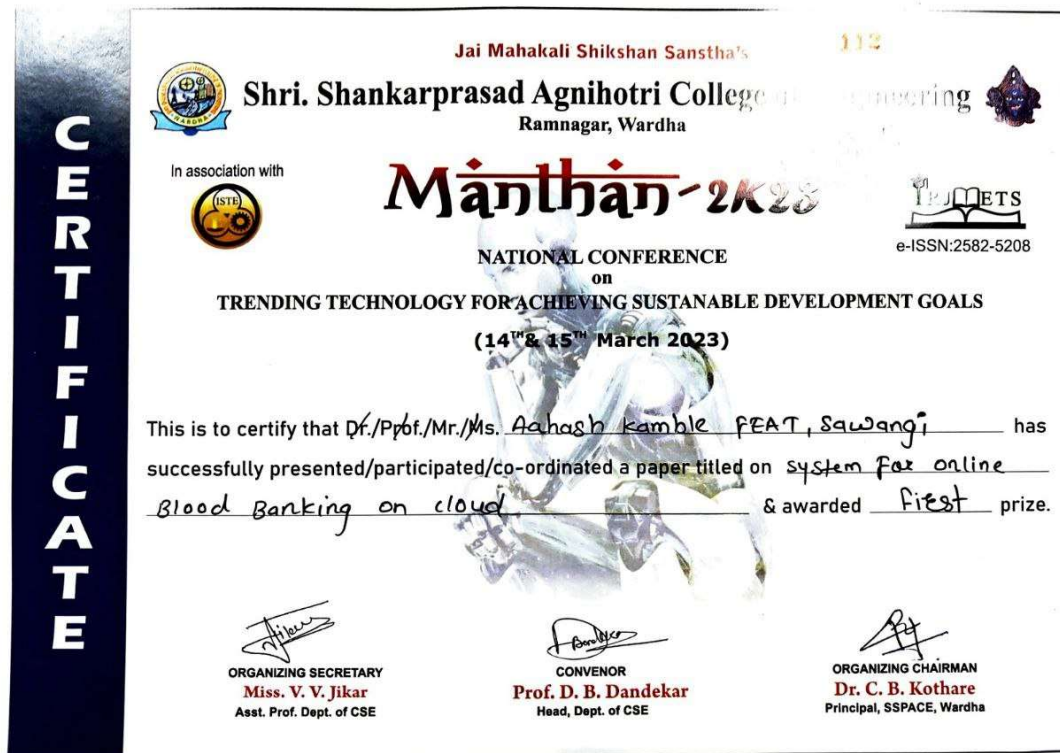 CERTIFICATE
112
Jai Mahakali Shikshan Sanstha's
Shri. Shankarprasad Agnihotri College of Engineering
Ramnagar, Wardha
WARDHA
In association with
ISTE
Manthan-2K23
IRJMETS
e-ISSN:2582-5208
NATIONAL CONFERENCE
on
TRENDING TECHNOLOGY FOR ACHIEVING SUSTANABLE DEVELOPMENT GOALS
(14TH& 15TH March 2023)
This is to certify that Dr./Prof./Mr./Ms. Aahash Kamble FEAT, Sawangi has
successfully presented/participated/co-ordinated a paper titled on System For online
Blood Banking on cloud. & awarded First prize.
ORGANIZING SECRETARY
Miss. V. V. Jikar
Asst. Prof. Dept. of CSE
CONVENOR
Prof. D. B. Dandekar
Head, Dept. of CSE
ORGANIZING CHAIRMAN
Dr. C. B. Kothare
Principal, SSPACE, Wardha